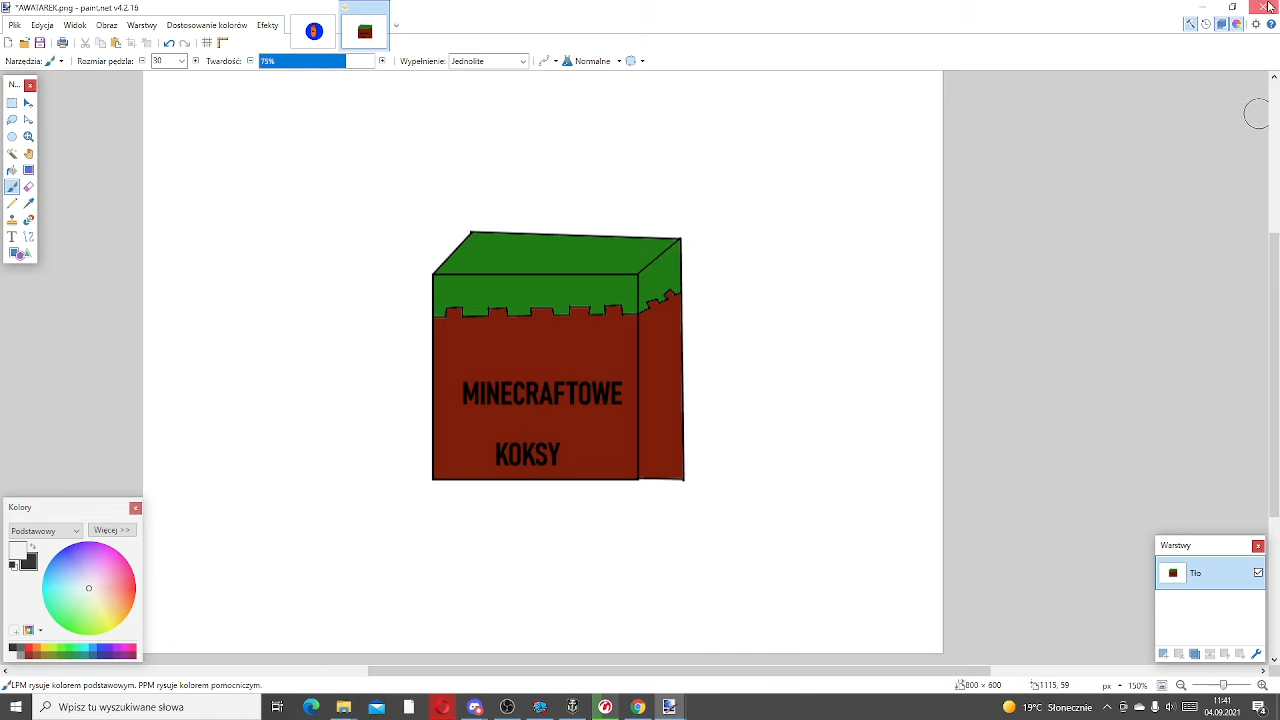 *AWATAREK.png - paint.net v4.2.16
Plik Edycja Widok Obraz Warstwy Dostosowanie kolorów Efekty
Narzędzia: Rozmiar pędzla: 30 Twardość: 75% Wypełnienie: Jednolite Normalne
N...
MINECRAFTOWE
KOKSY
Kolory
Podstawowy Więcej >>
Warstwy
Tło
LPM rysuje kolorem podstawowym. PPM rysuje kolorem pomocniczym. 800 × 600 1115, 59 px 150%
Wpisz tu wyszukiwane słowa 19°C Słonecznie 11:41
04.09.2021